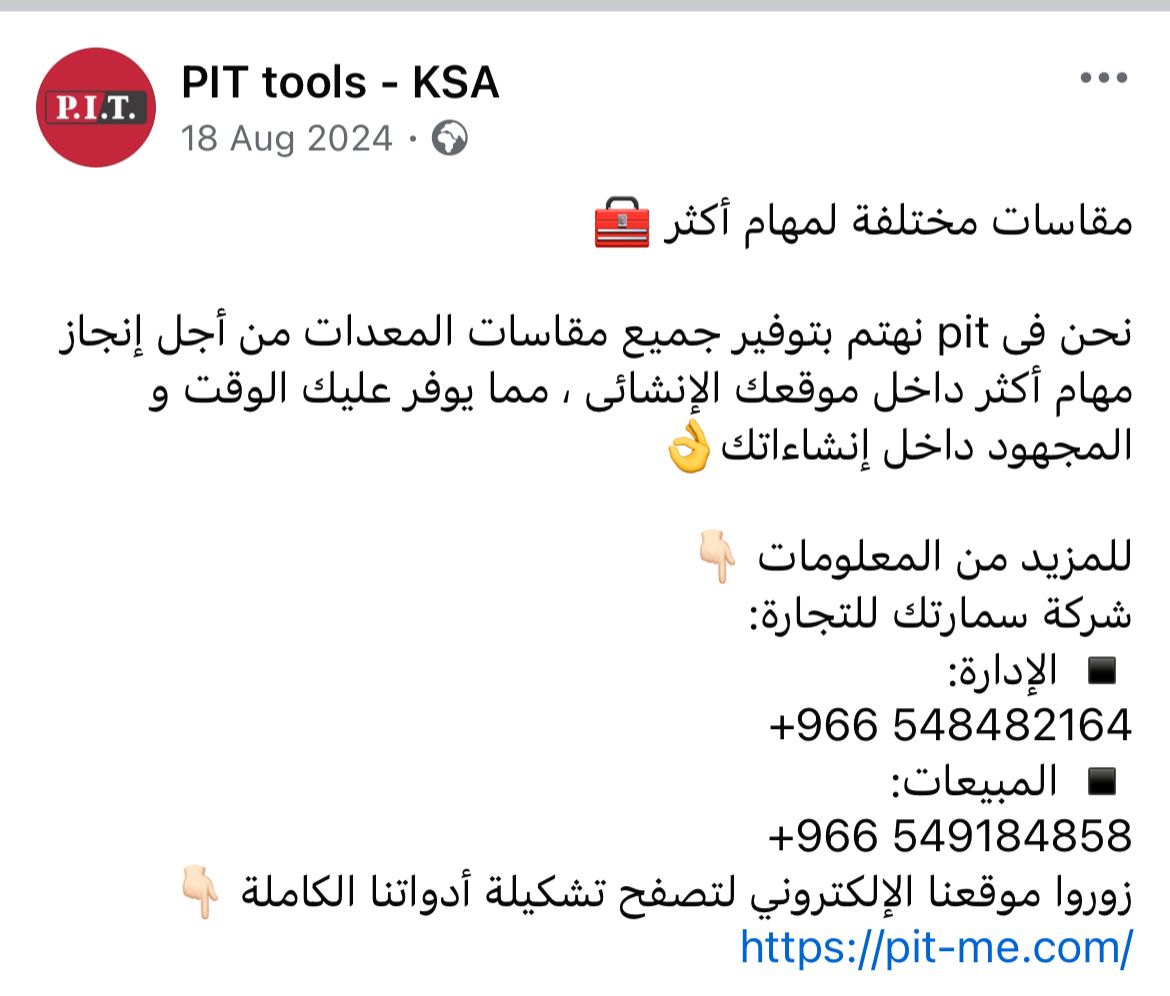 P.I.T.
PIT tools - KSA
18 Aug 2024 ·
مقاسات مختلفة لمهام أكثر 🧰
نحن فى pit نهتم بتوفير جميع مقاسات المعدات من أجل إنجاز
مهام أكثر داخل موقعك الإنشائى ، مما يوفر عليك الوقت و
المجهود داخل إنشاءاتك👌
للمزيد من المعلومات 👇🏻
شركة سمارتك للتجارة:
▪️ الإدارة:
+966 548482164
▪️ المبيعات:
+966 549184858
زوروا موقعنا الإلكتروني لتصفح تشكيلة أدواتنا الكاملة 👇🏻
https://pit-me.com/